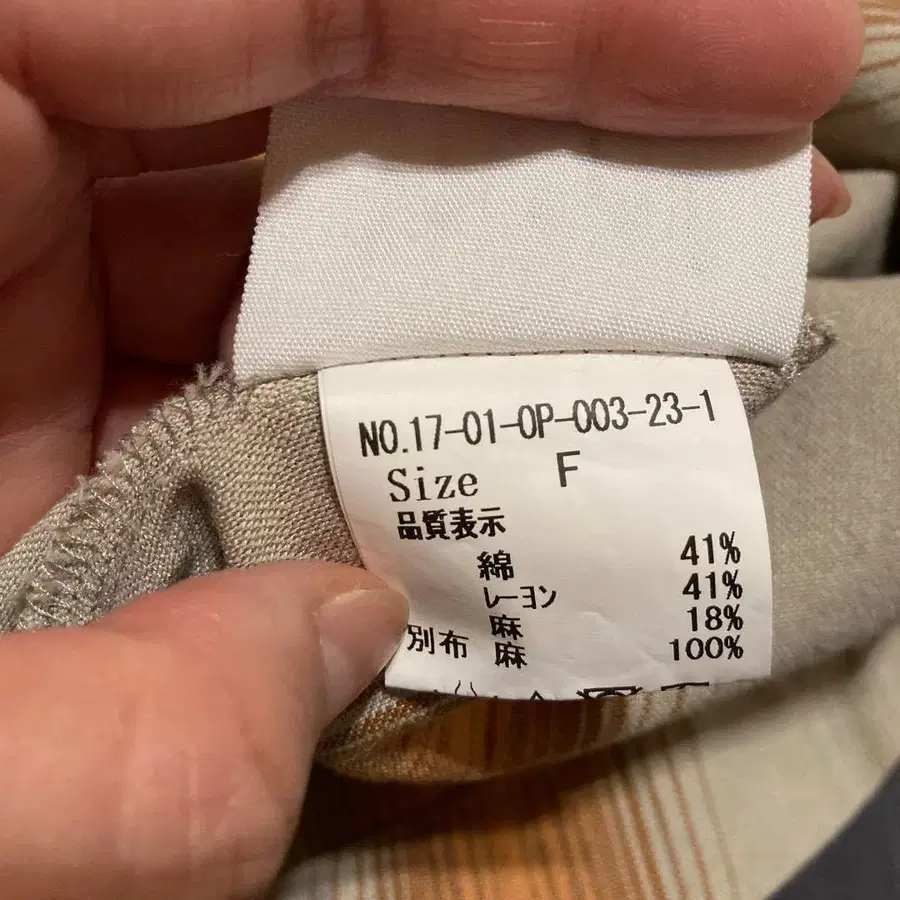 NO.17-01-OP-003-23-1
Size F
品質表示
綿 41%
レーヨン 41%
麻 18%
別布 麻 100%